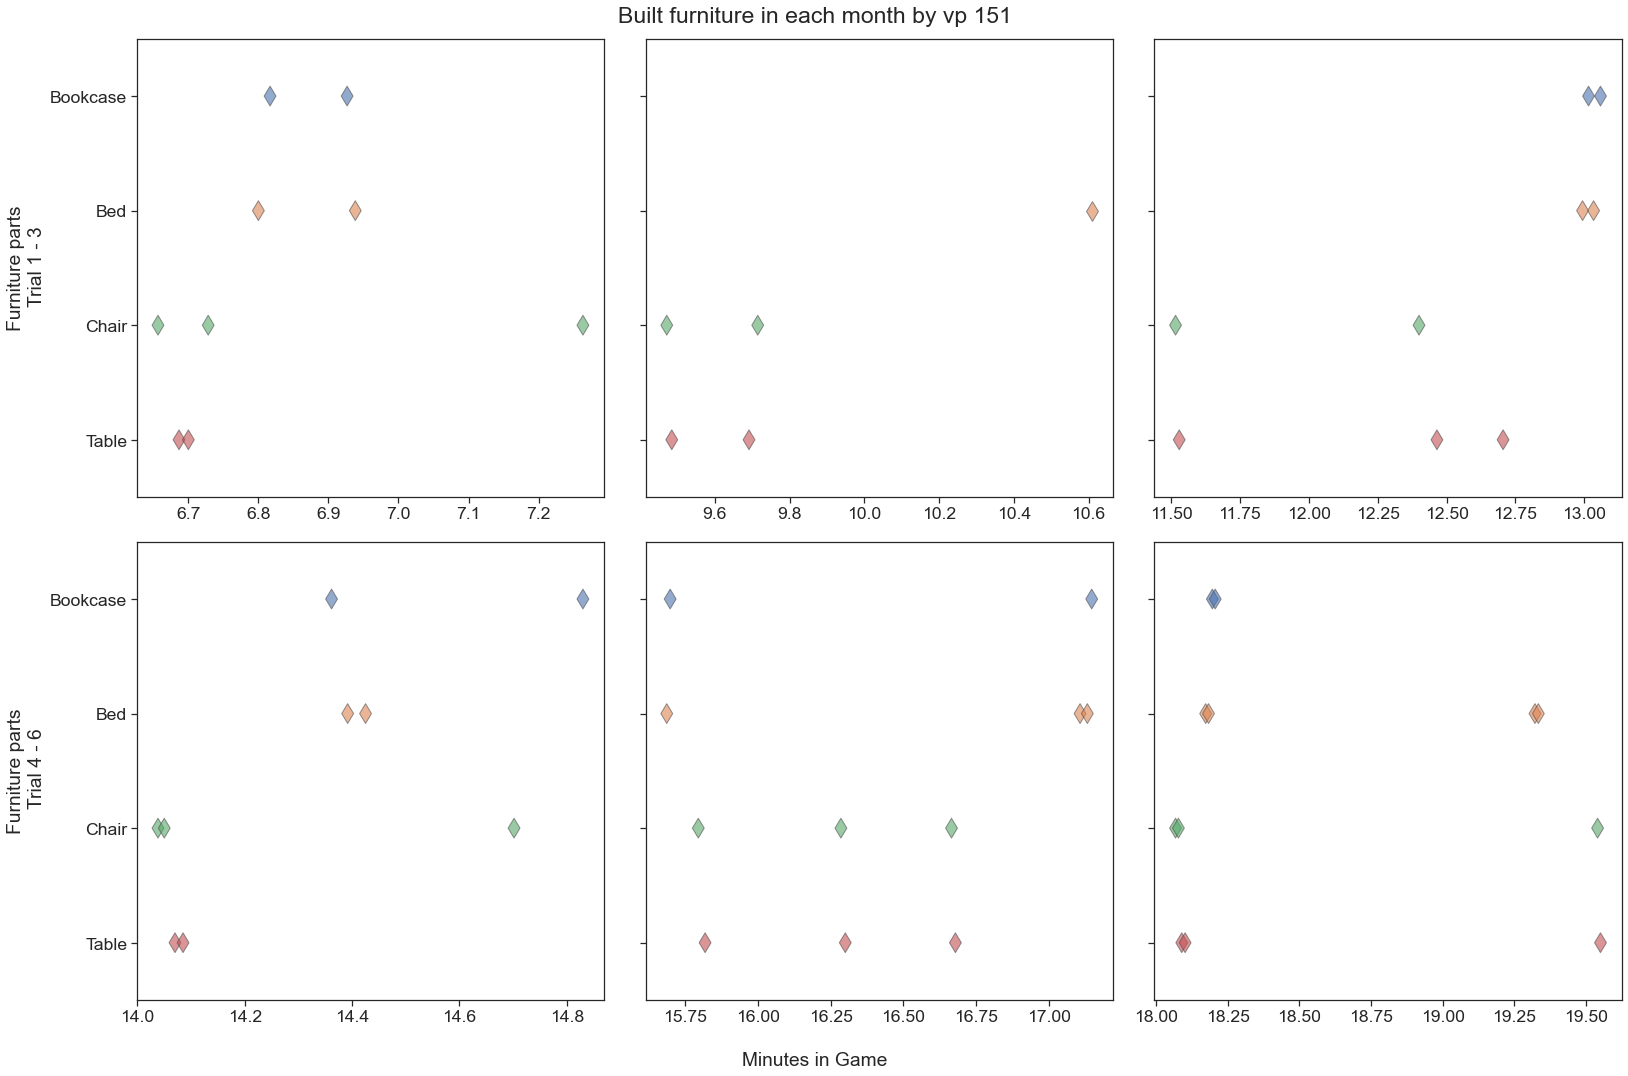 Built furniture in each month by vp 151
Furniture parts
Trial 1 - 3
Bookcase
Bed
Chair
Table
6.7 6.8 6.9 7.0 7.1 7.2
9.6 9.8 10.0 10.2 10.4 10.6
11.50 11.75 12.00 12.25 12.50 12.75 13.00
Furniture parts
Trial 4 - 6
Bookcase
Bed
Chair
Table
14.0 14.2 14.4 14.6 14.8
15.75 16.00 16.25 16.50 16.75 17.00
18.00 18.25 18.50 18.75 19.00 19.25 19.50
Minutes in Game